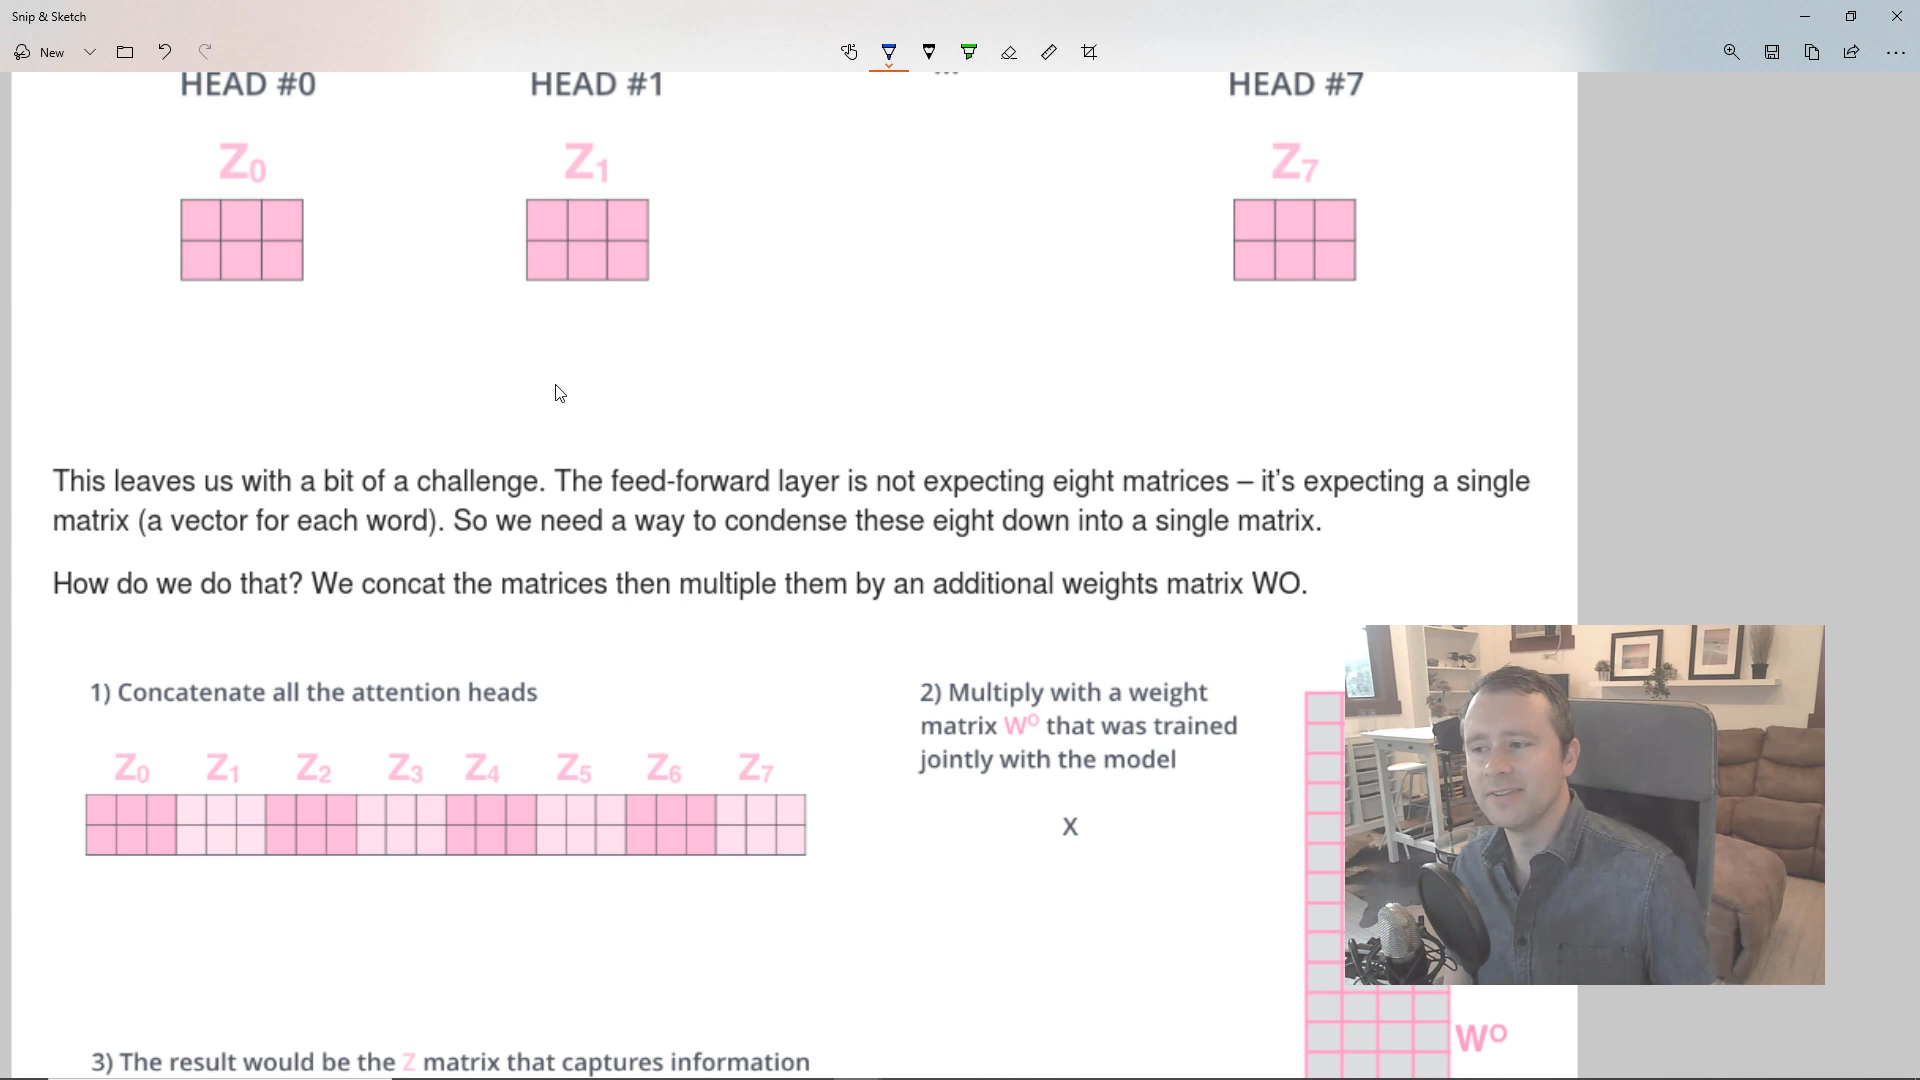 Snip & Sketch
New
HEAD #0 HEAD #1 ... HEAD #7
Z0 Z1 Z7
This leaves us with a bit of a challenge. The feed-forward layer is not expecting eight matrices – it's expecting a single
matrix (a vector for each word). So we need a way to condense these eight down into a single matrix.
How do we do that? We concat the matrices then multiple them by an additional weights matrix WO.
1) Concatenate all the attention heads
Z0 Z1 Z2 Z3 Z4 Z5 Z6 Z7
2) Multiply with a weight
matrix WO that was trained
jointly with the model
X
WO
3) The result would be the Z matrix that captures information